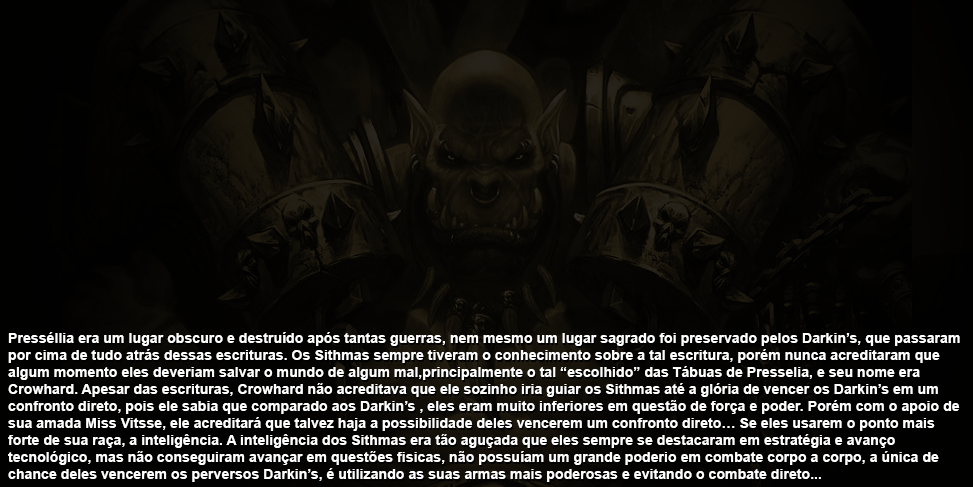 Presséllia era um lugar obscuro e destruído após tantas guerras, nem mesmo um lugar sagrado foi preservado pelos Darkin’s, que passaram
por cima de tudo atrás dessas escrituras. Os Sithmas sempre tiveram o conhecimento sobre a tal escritura, porém nunca acreditaram que
algum momento eles deveriam salvar o mundo de algum mal,principalmente o tal “escolhido” das Tábuas de Presselia, e seu nome era
Crowhard. Apesar das escrituras, Crowhard não acreditava que ele sozinho iria guiar os Sithmas até a glória de vencer os Darkin’s em um
confronto direto, pois ele sabia que comparado aos Darkin’s , eles eram muito inferiores em questão de força e poder. Porém com o apoio de
sua amada Miss Vitsse, ele acreditará que talvez haja a possibilidade deles vencerem um confronto direto… Se eles usarem o ponto mais
forte de sua raça, a inteligência. A inteligência dos Sithmas era tão aguçada que eles sempre se destacaram em estratégia e avanço
tecnológico, mas não conseguiram avançar em questões fisicas, não possuíam um grande poderio em combate corpo a corpo, a única de
chance deles vencerem os perversos Darkin’s, é utilizando as suas armas mais poderosas e evitando o combate direto...